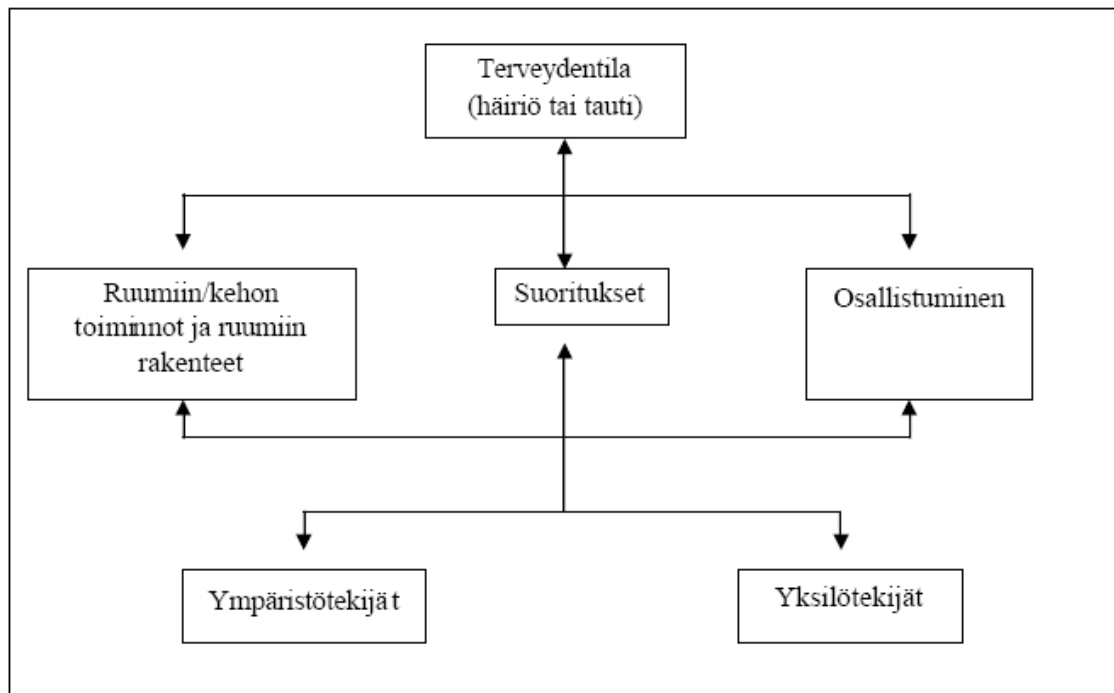 Terveydentila
(häiriö tai tauti)
Ruumiin/kehon
toiminnot ja ruumiin
rakenteet
Suoritukset
Osallistuminen
Ympäristötekijät
Yksilötekijät